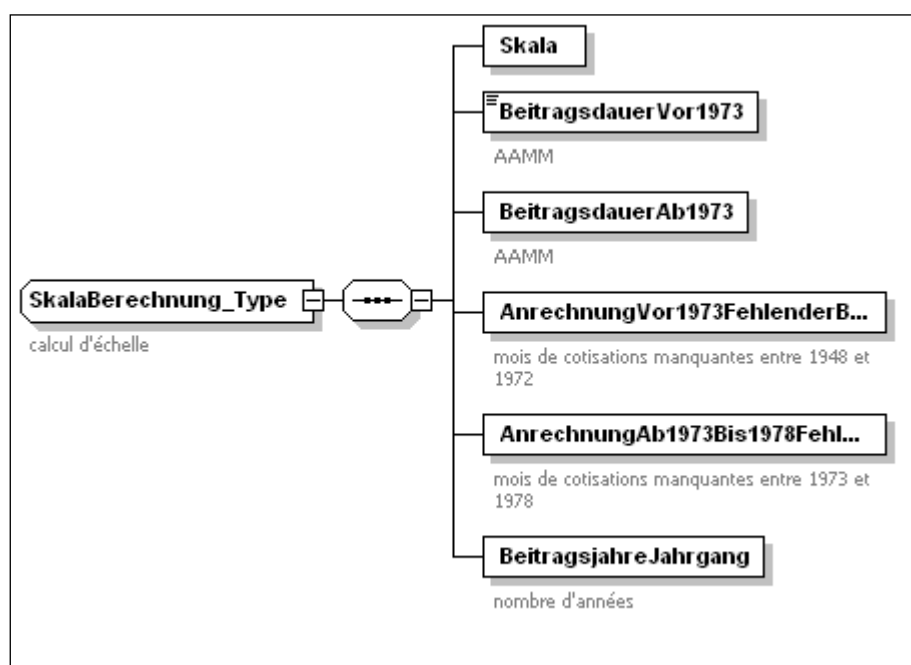 Skala
BeitragsdauerVor1973
AAMM
BeitragsdauerAb1973
AAMM
SkalaBerechnung_Type
calcul d'échelle
AnrechnungVor1973FehlenderB...
mois de cotisations manquantes entre 1948 et
1972
AnrechnungAb1973Bis1978Fehl...
mois de cotisations manquantes entre 1973 et
1978
BeitragsjahreJahrgang
nombre d'années